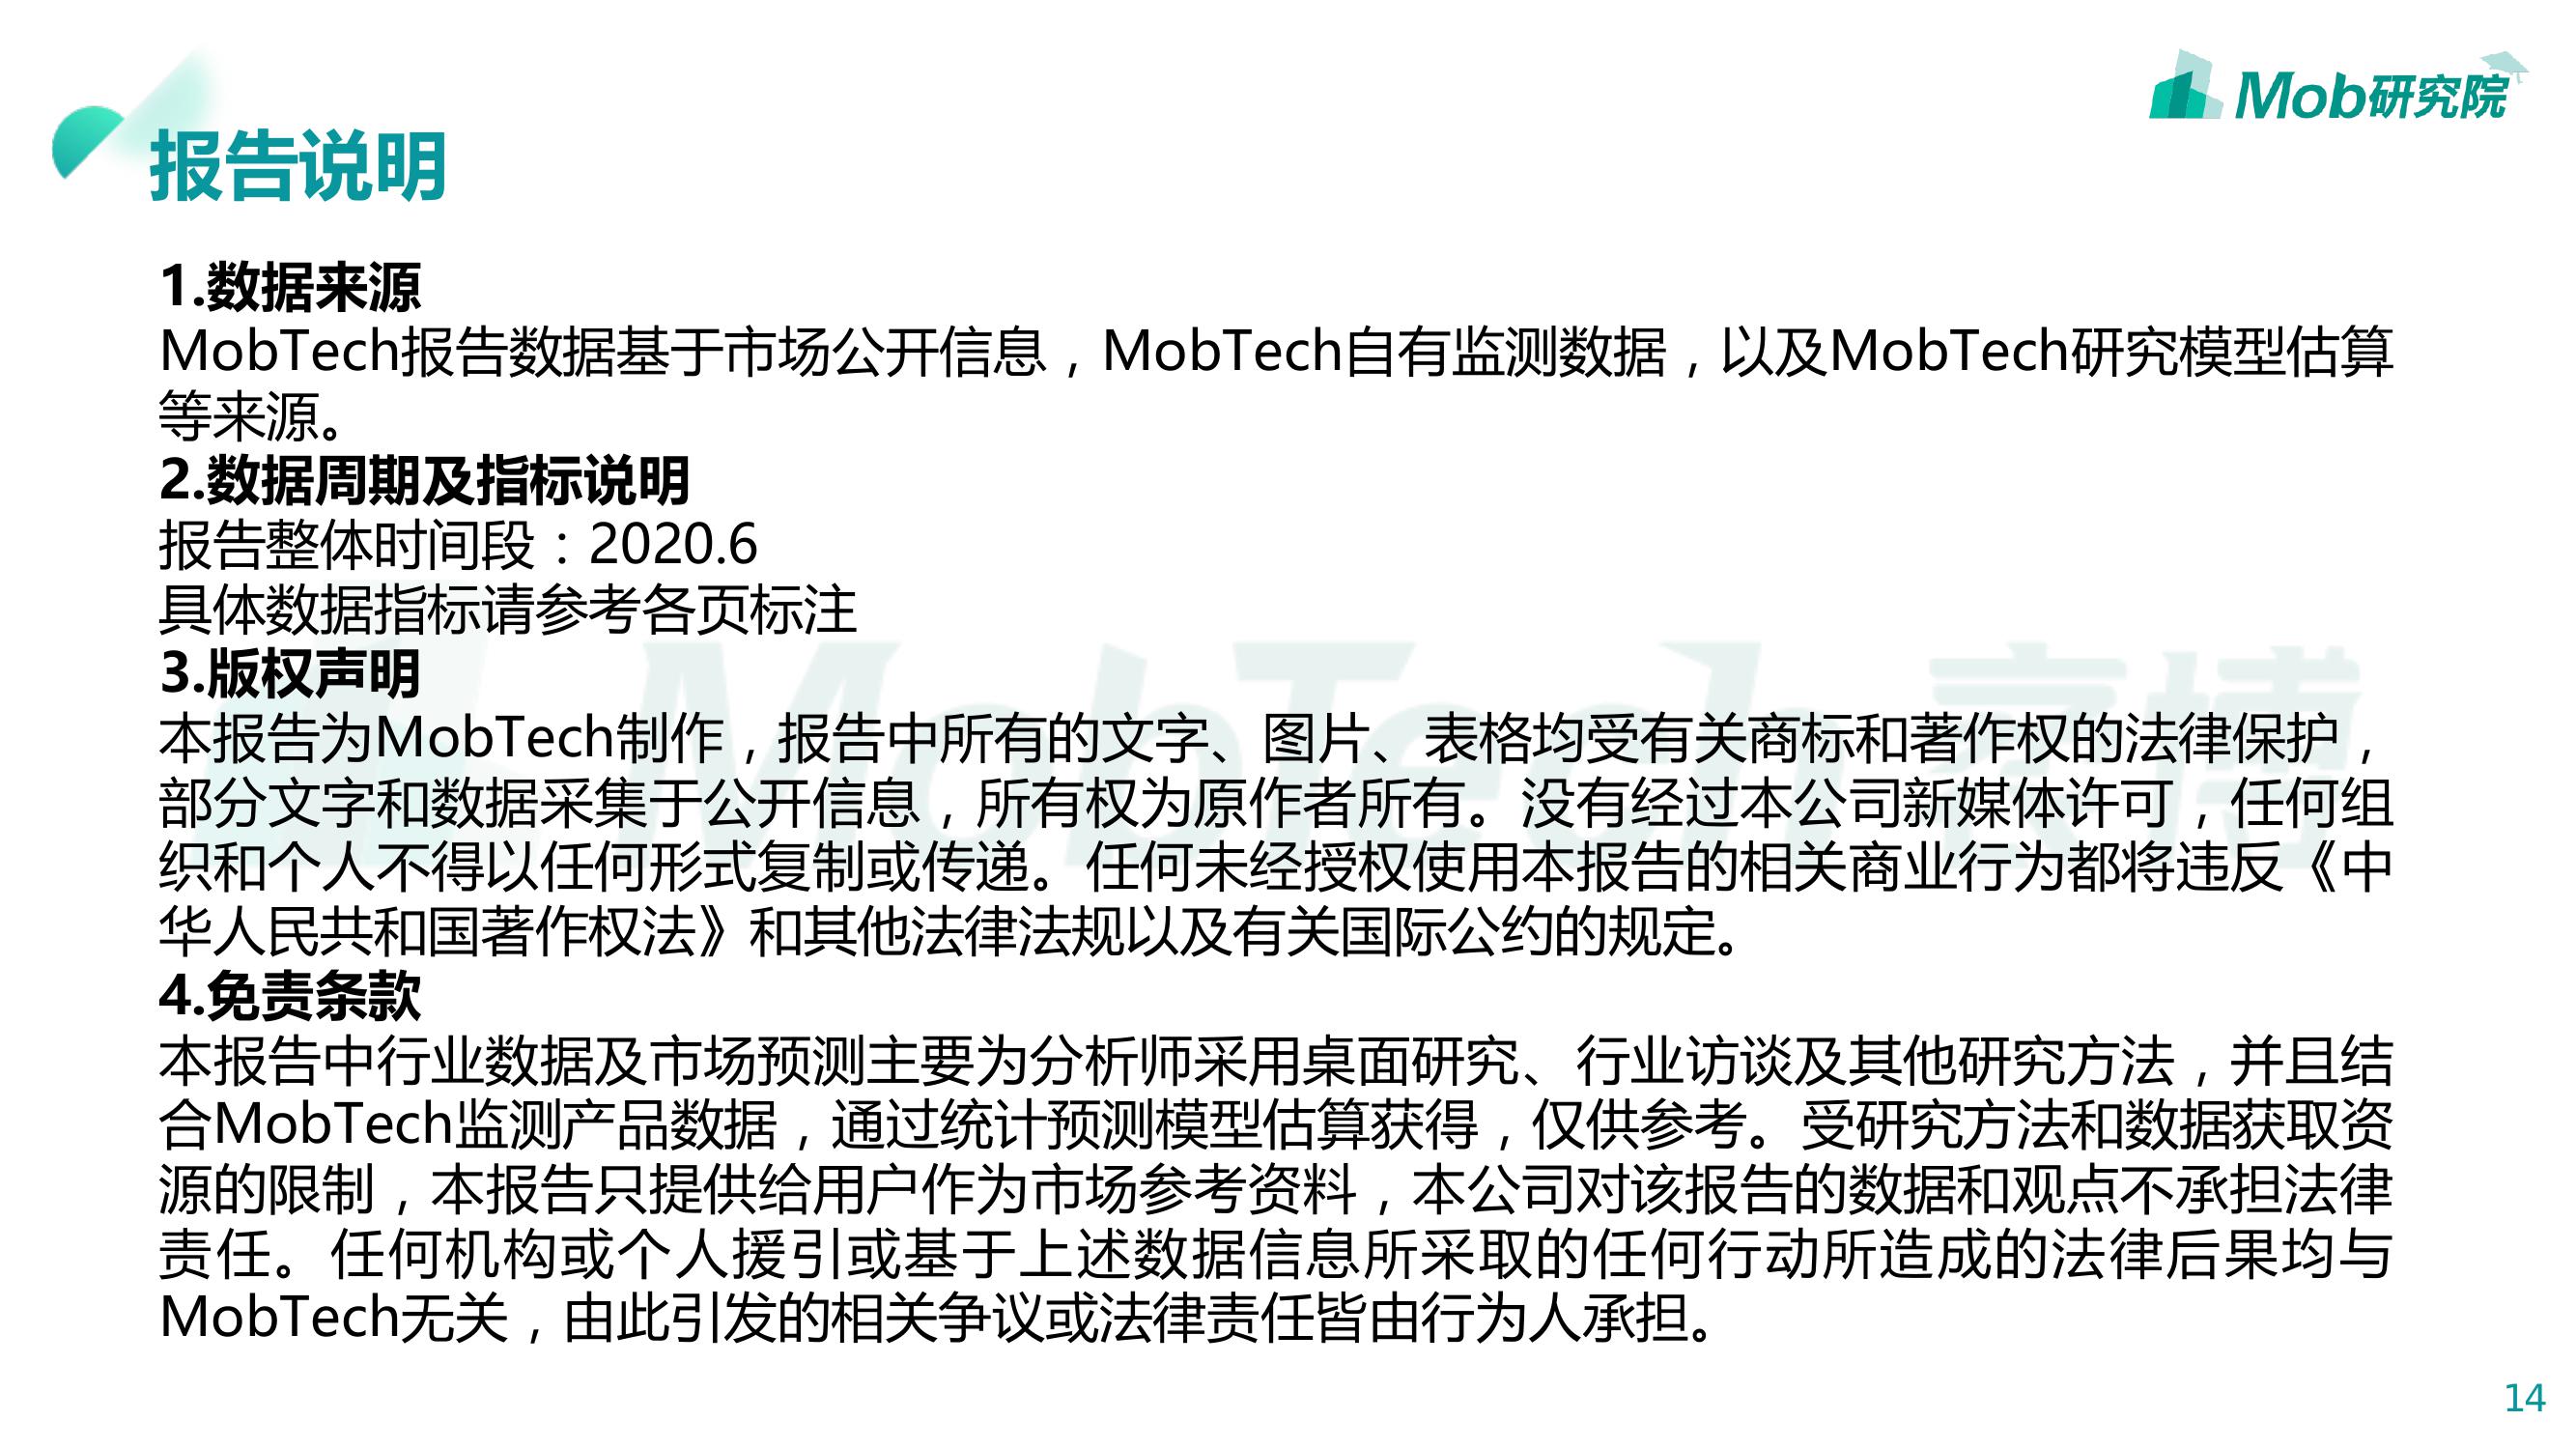 Mob研究院
报告说明
1.数据来源
MobTech报告数据基于市场公开信息，MobTech自有监测数据，以及MobTech研究模型估算
等来源。
2.数据周期及指标说明
报告整体时间段：2020.6
具体数据指标请参考各页标注
3.版权声明
本报告为MobTech制作，报告中所有的文字、图片、表格均受有关商标和著作权的法律保护，
部分文字和数据采集于公开信息，所有权为原作者所有。没有经过本公司新媒体许可，任何组
织和个人不得以任何形式复制或传递。任何未经授权使用本报告的相关商业行为都将违反《中
华人民共和国著作权法》和其他法律法规以及有关国际公约的规定。
4.免责条款
本报告中行业数据及市场预测主要为分析师采用桌面研究、行业访谈及其他研究方法，并且结
合MobTech监测产品数据，通过统计预测模型估算获得，仅供参考。受研究方法和数据获取资
源的限制，本报告只提供给用户作为市场参考资料，本公司对该报告的数据和观点不承担法律
责任。任何机构或个人援引或基于上述数据信息所采取的任何行动所造成的法律后果均与
MobTech无关，由此引发的相关争议或法律责任皆由行为人承担。
MobTech 袤博
14